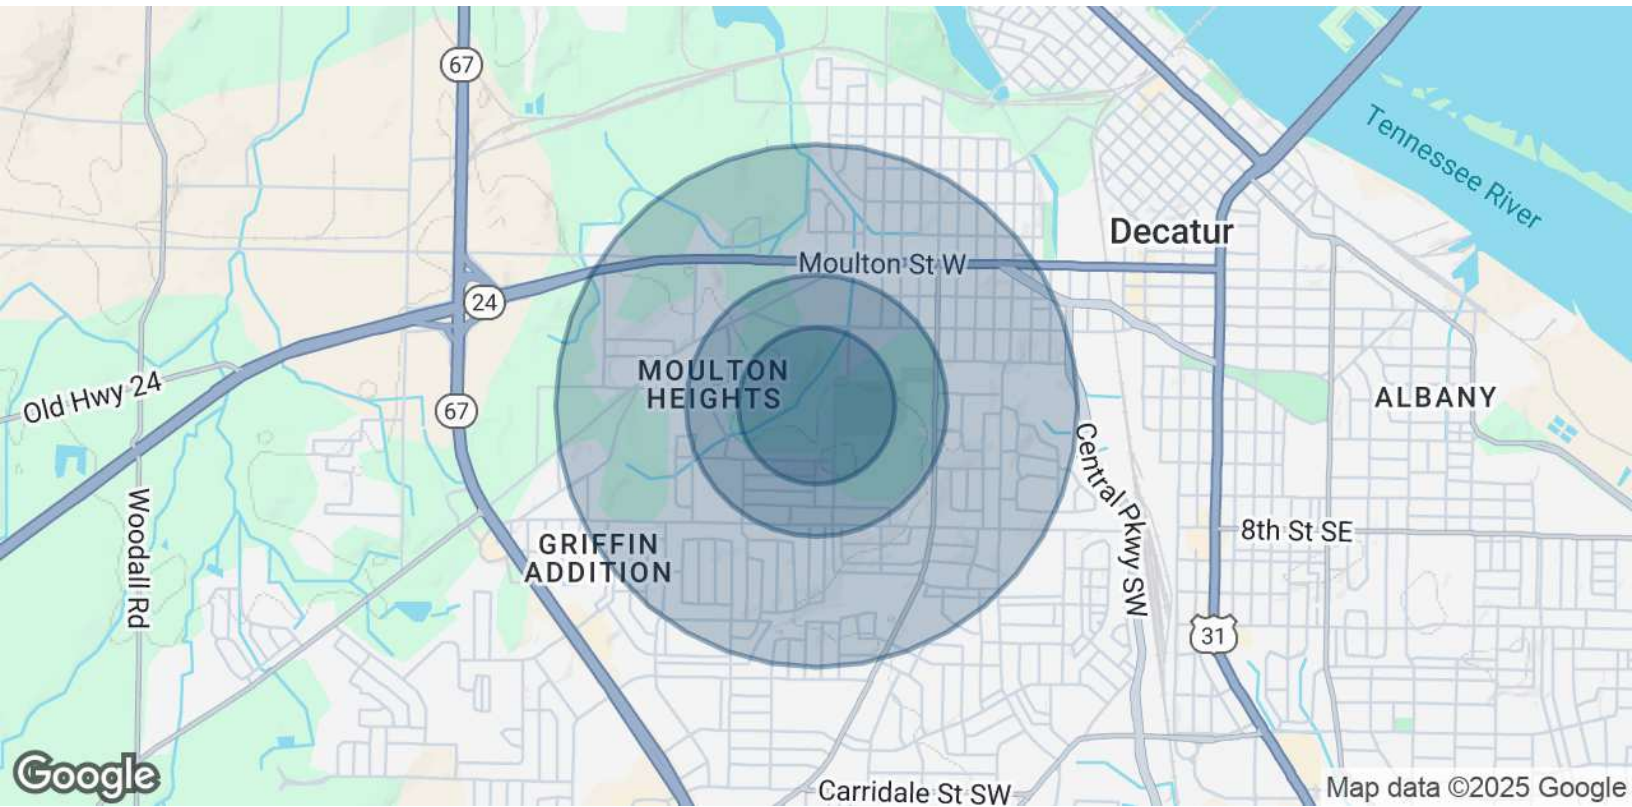 67
Tennessee River
Decatur
Moulton St W
24
MOULTON
HEIGHTS
Old Hwy 24
ALBANY
67
Central Pkwy SW
Woodall Rd
8th St SE
GRIFFIN
ADDITION
31
Google
Carridale St SW
Map data ©2025 Google